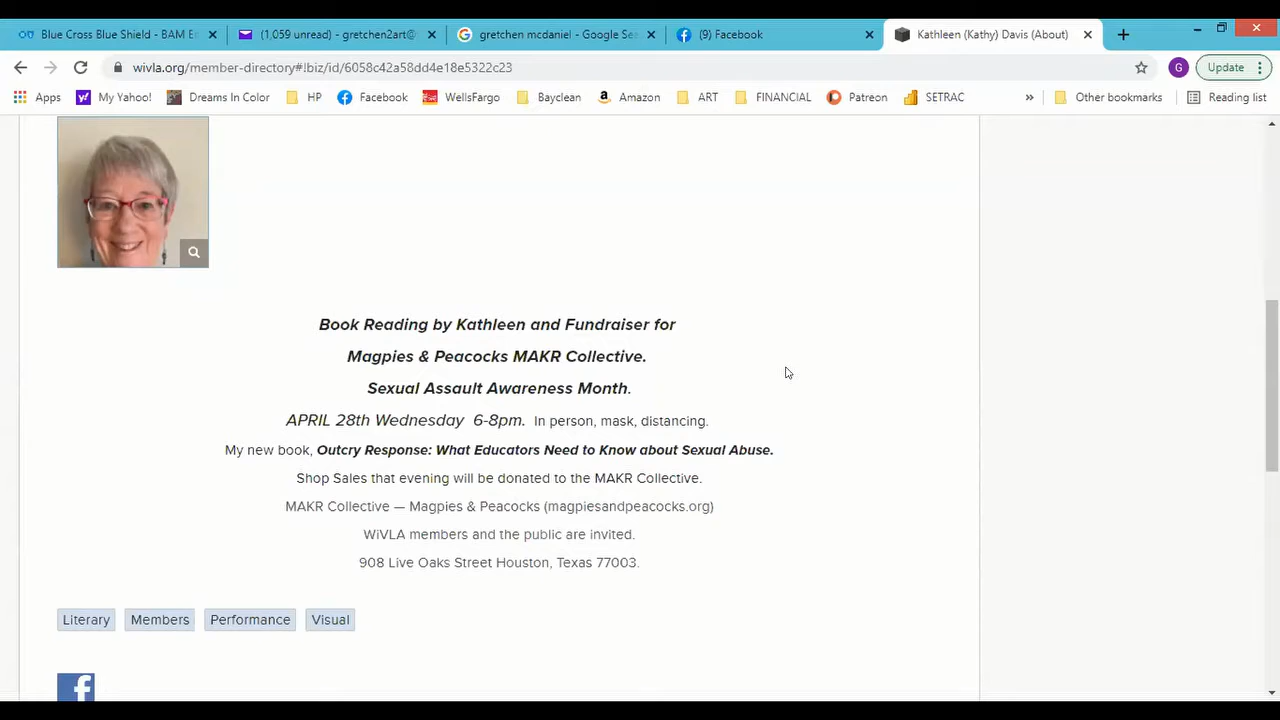 Blue Cross Blue Shield - BAM E
(1,059 unread) - gretchen2art@
gretchen mcdaniel - Google Sea
(9) Facebook
Kathleen (Kathy) Davis (About)
wivla.org/member-directory#!biz/id/6058c42a58dd4e18e5322c23
G
Update
Apps
My Yahoo!
Dreams In Color
HP
Facebook
WellsFargo
Bayclean
Amazon
ART
FINANCIAL
Patreon
SETRAC
Other bookmarks
Reading list
Book Reading by Kathleen and Fundraiser for
Magpies & Peacocks MAKR Collective.
Sexual Assault Awareness Month.
APRIL 28th Wednesday 6-8pm. In person, mask, distancing.
My new book, Outcry Response: What Educators Need to Know about Sexual Abuse.
Shop Sales that evening will be donated to the MAKR Collective.
MAKR Collective — Magpies & Peacocks (magpiesandpeacocks.org)
WiVLA members and the public are invited.
908 Live Oaks Street Houston, Texas 77003.
Literary
Members
Performance
Visual